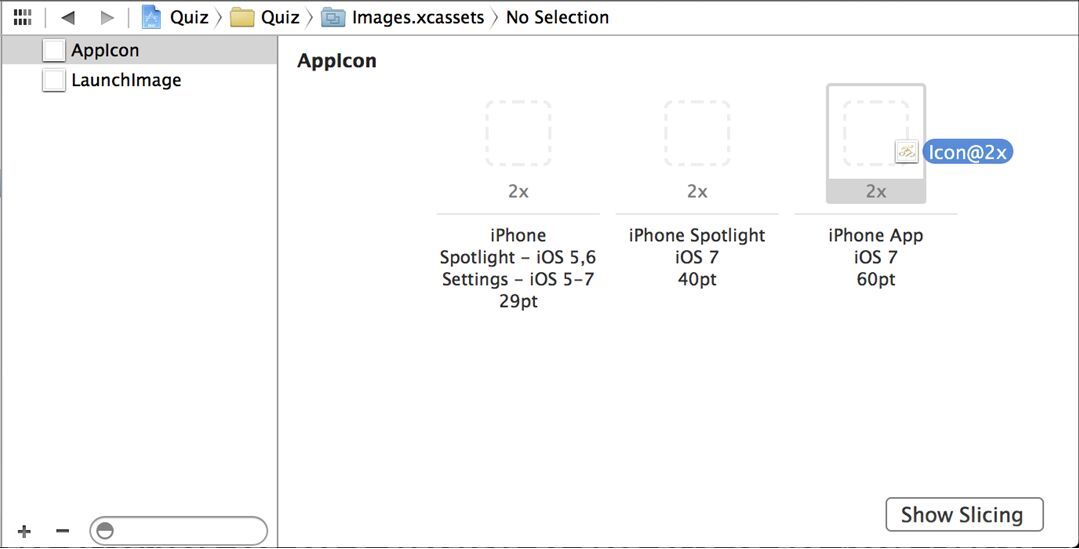 Quiz Quiz Images.xcassets No Selection
AppIcon
LaunchImage
AppIcon
Icon@2x
2x
2x
2x
iPhone
Spotlight – iOS 5,6
Settings – iOS 5–7
29pt
iPhone Spotlight
iOS 7
40pt
iPhone App
iOS 7
60pt
Show Slicing